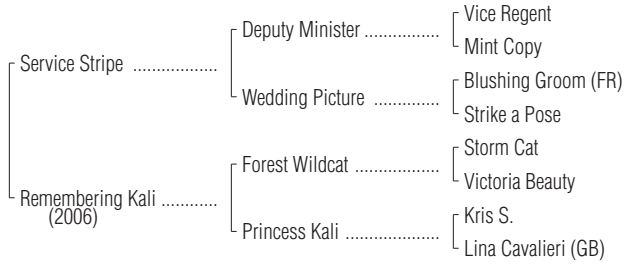 Vice Regent
Deputy Minister ................
Mint Copy
Service Stripe ..................
Blushing Groom (FR)
Wedding Picture ..............
Strike a Pose
Storm Cat
Forest Wildcat ..................
Victoria Beauty
Remembering Kali ............
(2006)
Kris S.
Princess Kali ....................
Lina Cavalieri (GB)